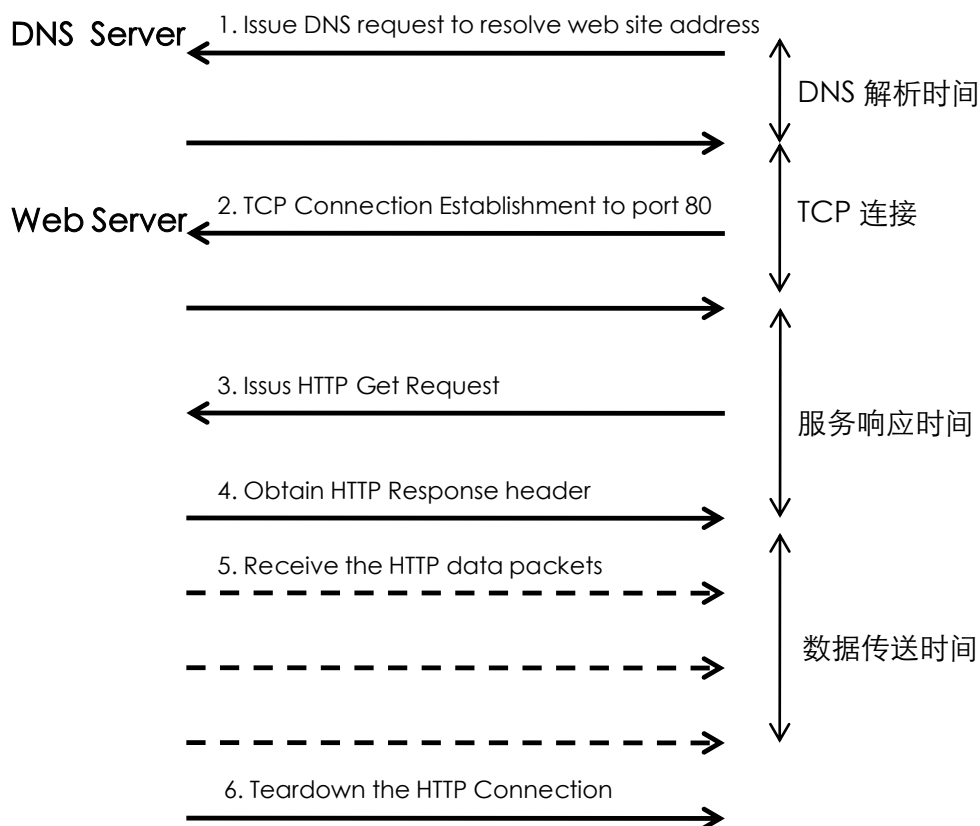 DNS Server
1. Issue DNS request to resolve web site address
DNS 解析时间
Web Server
2. TCP Connection Establishment to port 80
TCP 连接
3. Issus HTTP Get Request
服务响应时间
4. Obtain HTTP Response header
5. Receive the HTTP data packets
数据传送时间
6. Teardown the HTTP Connection